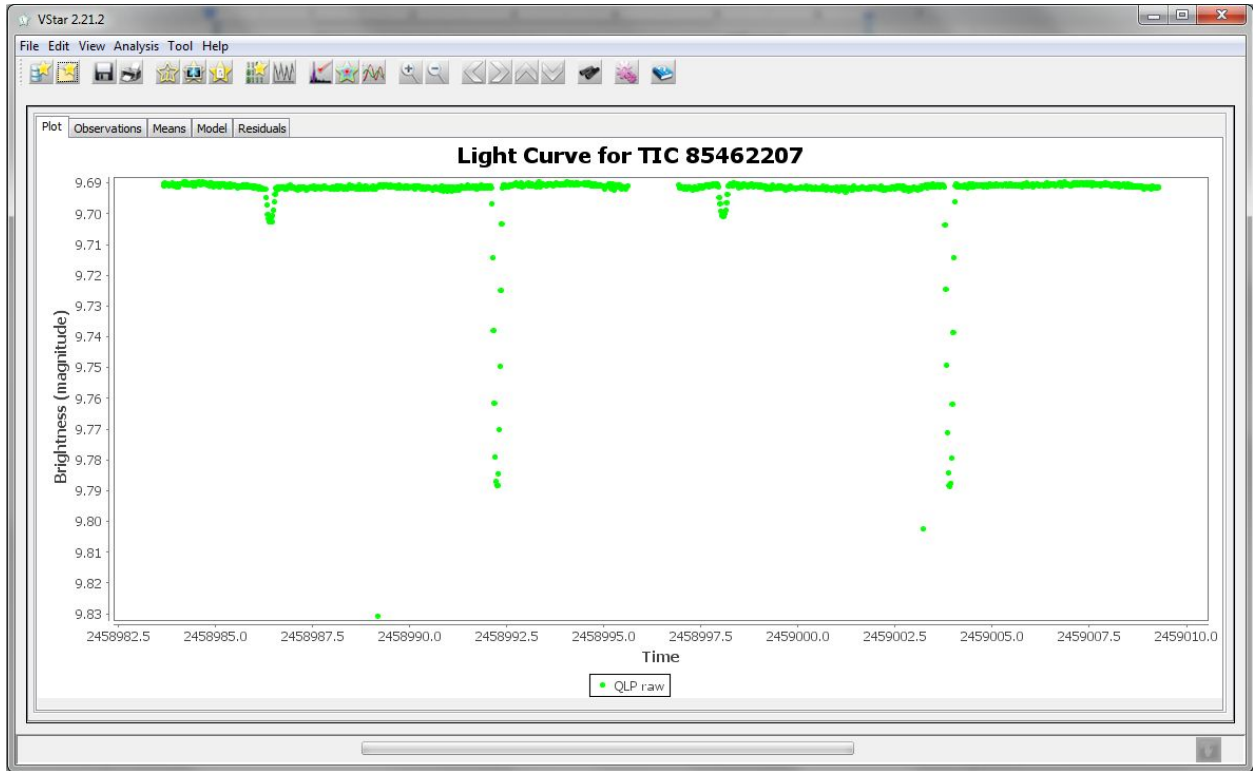 VStar 2.21.2
File Edit View Analysis Tool Help
Plot Observations Means Model Residuals
Light Curve for TIC 85462207
Brightness (magnitude)
9.69
9.70
9.71
9.72
9.73
9.74
9.75
9.76
9.77
9.78
9.79
9.80
9.81
9.82
9.83
2458982.5 2458985.0 2458987.5 2458990.0 2458992.5 2458995.0 2458997.5 2459000.0 2459002.5 2459005.0 2459007.5 2459010.0
Time
QLP raw